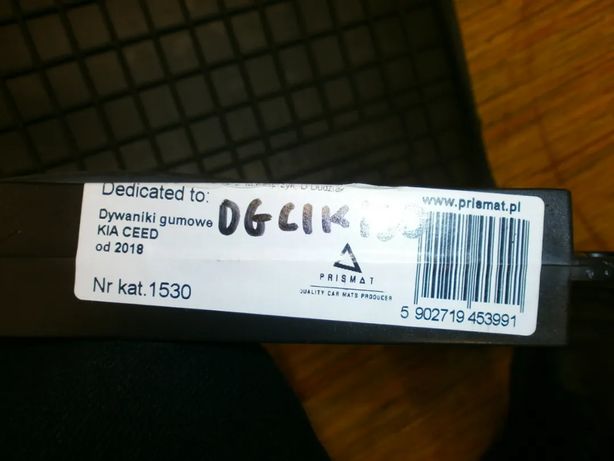 Dedicated to:
www.prismat.pl
Dywaniki gumowe
KIA CEED
od 2018
PRISMAT
QUALITY CAR MATS PRODUCER
Nr kat.1530
5 902719 453991